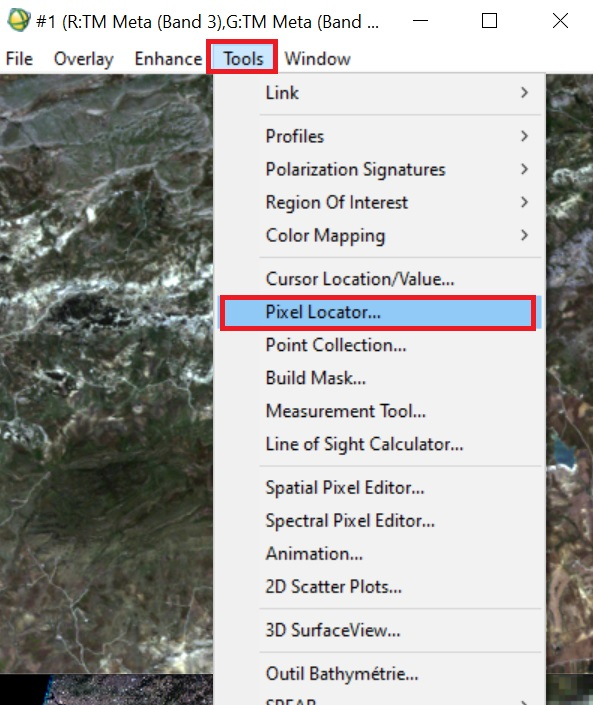 #1 (R:TM Meta (Band 3),G:TM Meta (Band ...
File Overlay Enhance Tools Window
Link
Profiles
Polarization Signatures
Region Of Interest
Color Mapping
Cursor Location/Value...
Pixel Locator...
Point Collection...
Build Mask...
Measurement Tool...
Line of Sight Calculator...
Spatial Pixel Editor...
Spectral Pixel Editor...
Animation...
2D Scatter Plots...
3D SurfaceView...
Outil Bathymétrie...
SPEAR